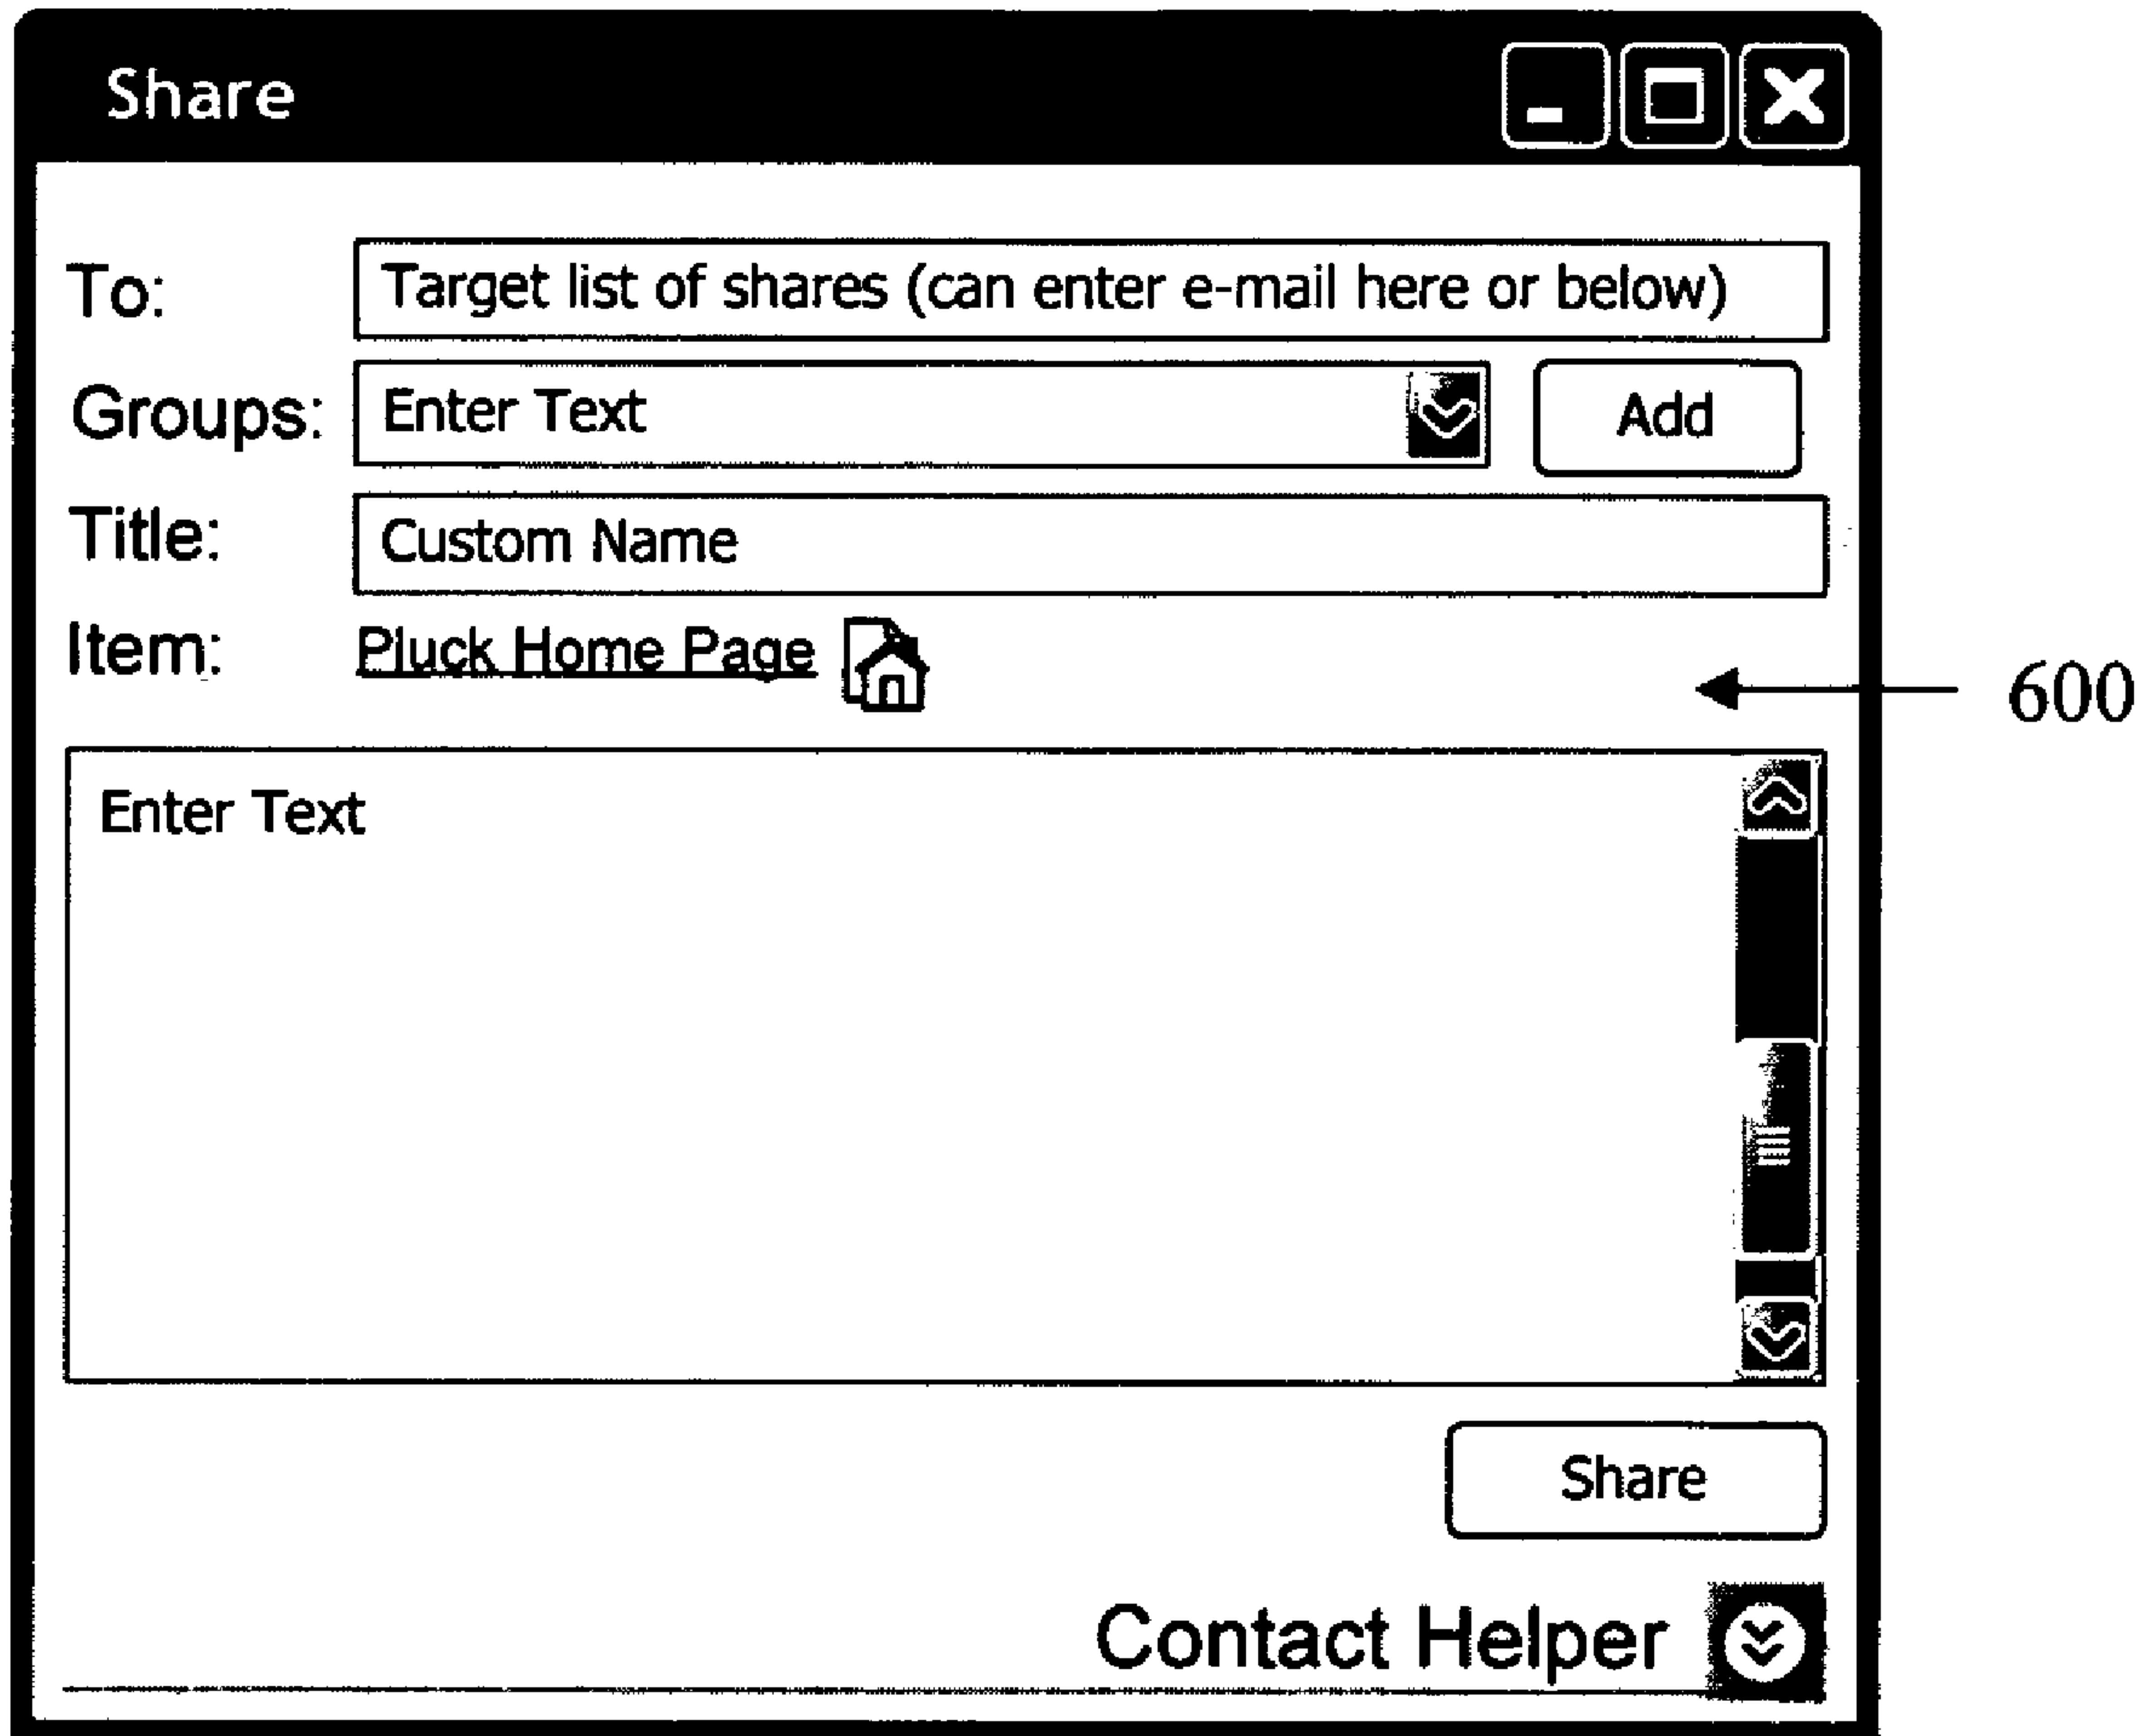 Share
To: Target list of shares (can enter e-mail here or below)
Groups: Enter Text Add
Title: Custom Name
Item: Pluck Home Page
600
Enter Text
Share
Contact Helper